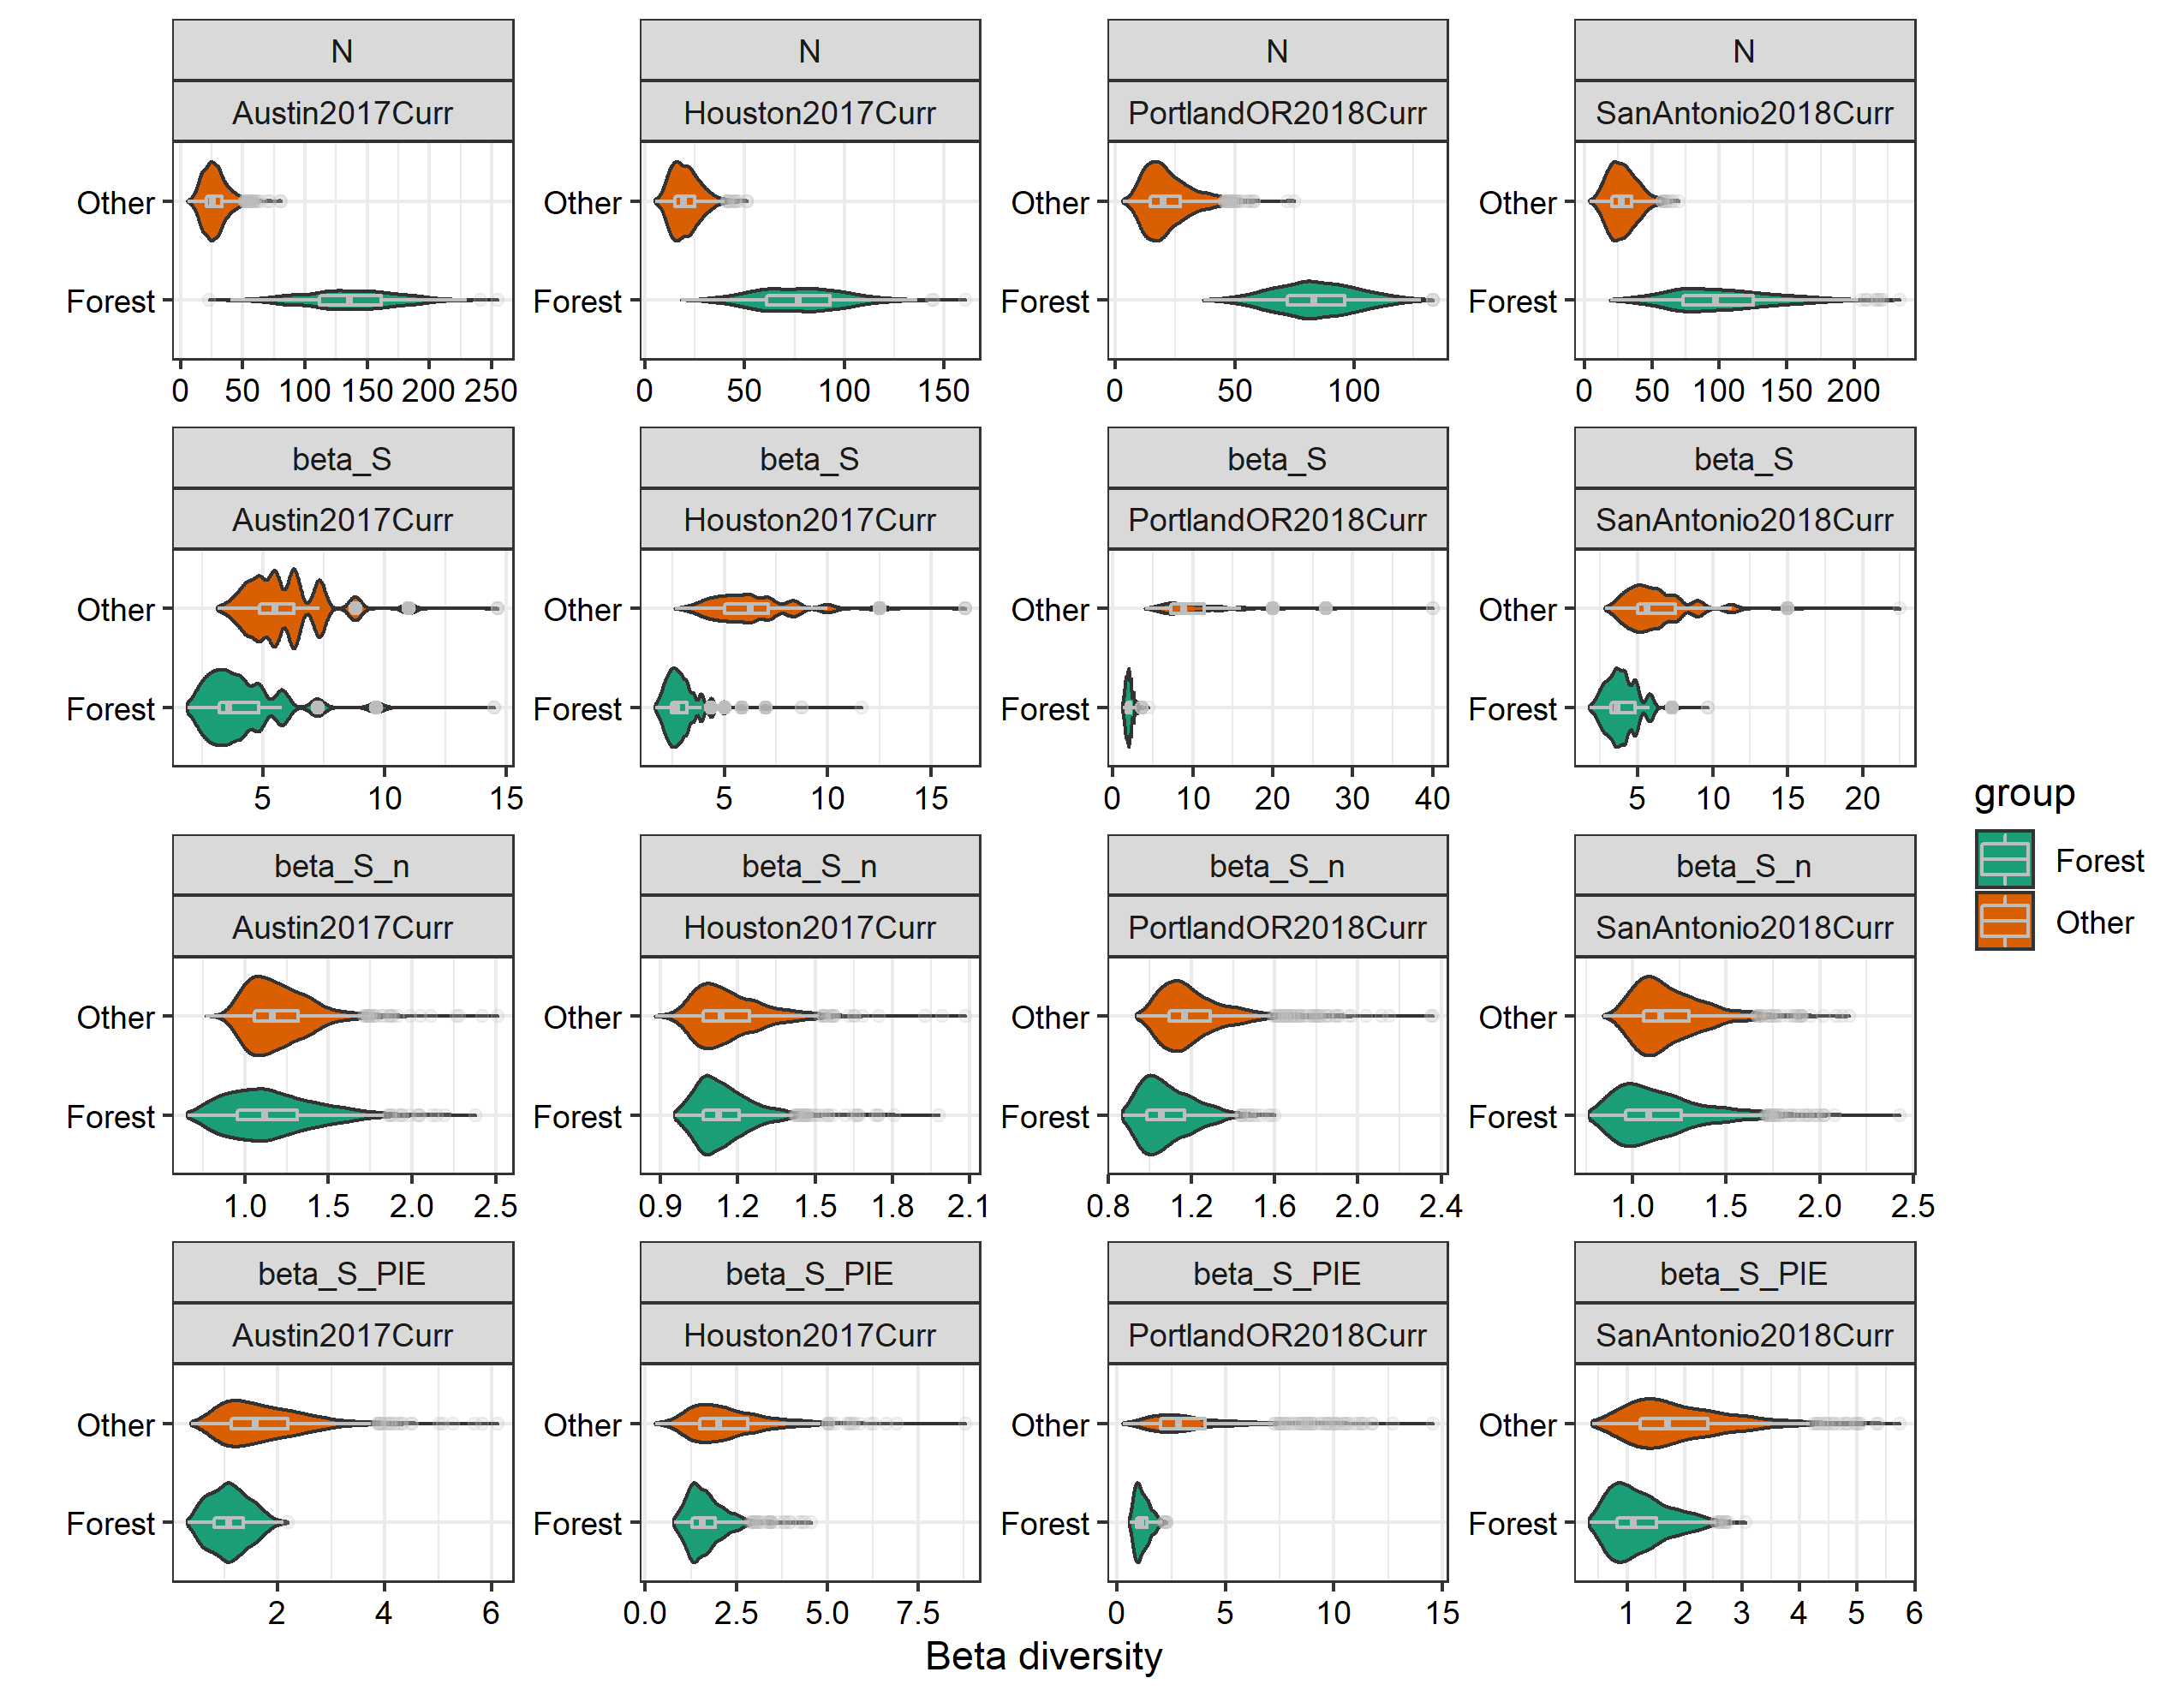 N N N N
Austin2017Curr Houston2017Curr PortlandOR2018Curr SanAntonio2018Curr
Other Other Other Other
Forest Forest Forest Forest
0 50 100 150 200 250 0 50 100 150 0 50 100 0 50 100 150 200
beta_S beta_S beta_S beta_S
Austin2017Curr Houston2017Curr PortlandOR2018Curr SanAntonio2018Curr
Other Other Other Other
Forest Forest Forest Forest
5 10 15 5 10 15 0 10 20 30 40 5 10 15 20
beta_S_n beta_S_n beta_S_n beta_S_n
Austin2017Curr Houston2017Curr PortlandOR2018Curr SanAntonio2018Curr
Other Other Other Other
Forest Forest Forest Forest
1.0 1.5 2.0 2.5 0.9 1.2 1.5 1.8 2.1 0.8 1.2 1.6 2.0 2.4 1.0 1.5 2.0 2.5
beta_S_PIE beta_S_PIE beta_S_PIE beta_S_PIE
Austin2017Curr Houston2017Curr PortlandOR2018Curr SanAntonio2018Curr
Other Other Other Other
Forest Forest Forest Forest
2 4 6 0.0 2.5 5.0 7.5 0 5 10 15 1 2 3 4 5 6
Beta diversity
group
Forest
Other